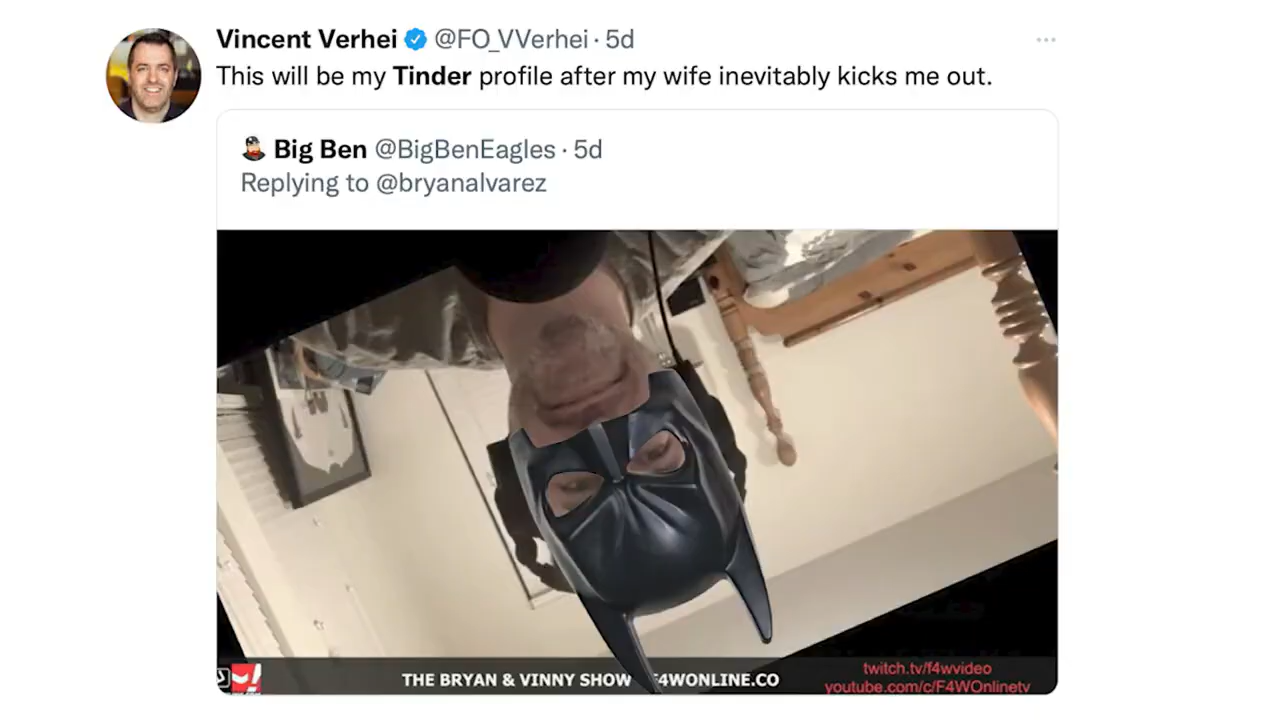 Vincent Verhei @FO_VVerhei · 5d
This will be my Tinder profile after my wife inevitably kicks me out.
Big Ben @BigBenEagles · 5d
Replying to @bryanalvarez
THE BRYAN & VINNY SHOW F4WONLINE.CO
twitch.tv/f4wvideo
youtube.com/c/F4WOnlinetv